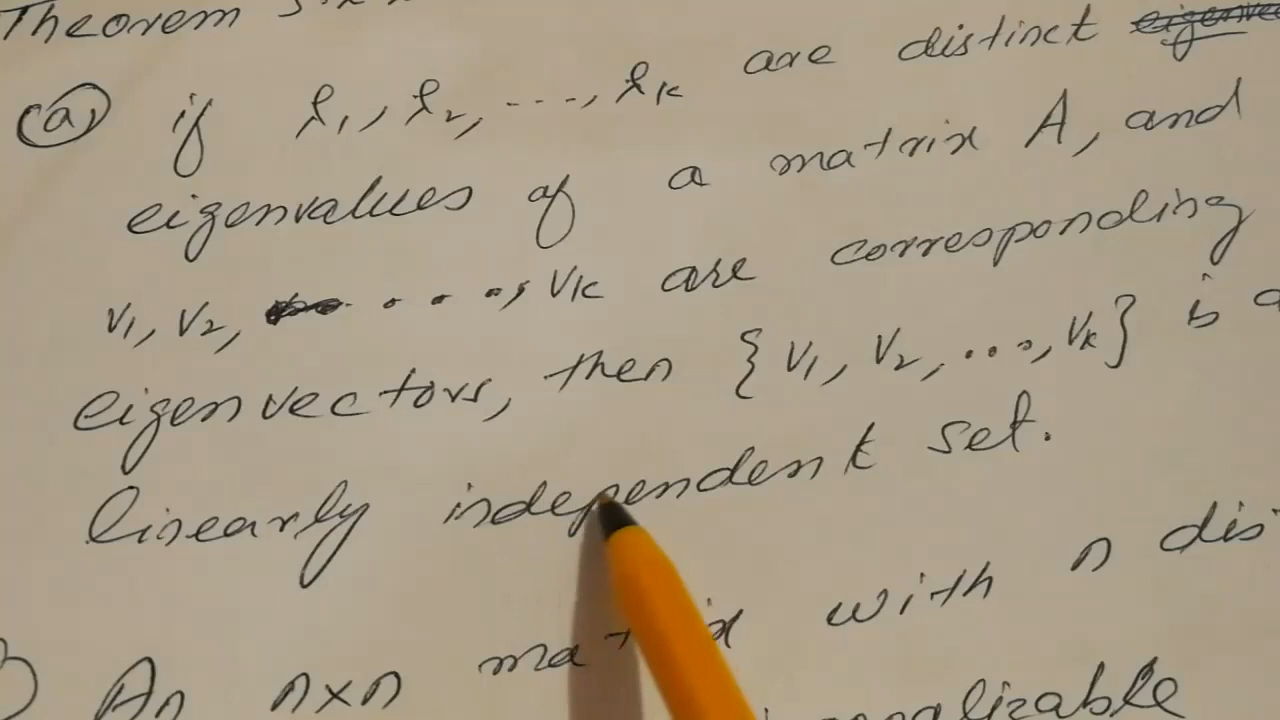 Theorem
(a) if λ1, λ2, ----, λk are distinct
eigenvalues of a matrix A, and
v1, v2, ...., vk are corresponding
eigenvectors, then {v1, v2, ..., vk} is a
linearly independent set.
An n×n matrix with n